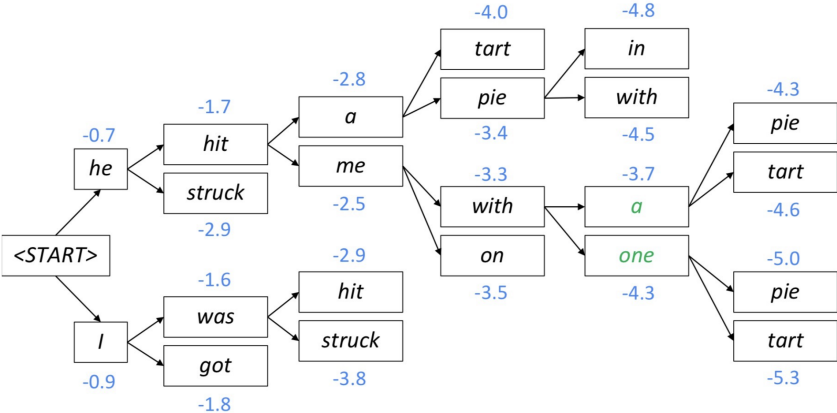 -4.0
-4.8
tart
in
-2.8
-4.3
-1.7
a
pie
with
pie
-0.7
hit
-3.4
-4.5
he
me
-3.3
-3.7
tart
struck
-2.5
with
a
-4.6
-2.9
<START>
-2.9
on
one
-5.0
-1.6
hit
-3.5
-4.3
pie
was
I
struck
tart
got
-0.9
-3.8
-5.3
-1.8